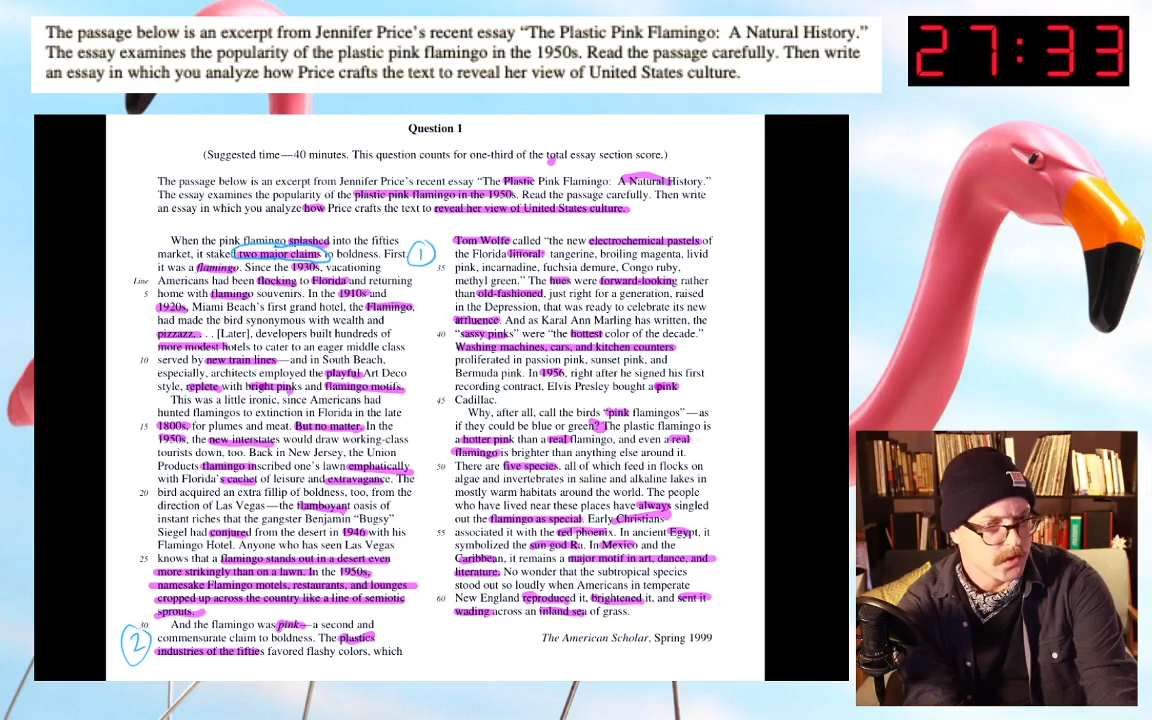 The passage below is an excerpt from Jennifer Price's recent essay “The Plastic Pink Flamingo: A Natural History.”
The essay examines the popularity of the plastic pink flamingo in the 1950s. Read the passage carefully. Then write
an essay in which you analyze how Price crafts the text to reveal her view of United States culture.
27:33
Question 1
(Suggested time—40 minutes. This question counts for one-third of the total essay section score.)
The passage below is an excerpt from Jennifer Price's recent essay “The Plastic Pink Flamingo: A Natural History.”
The essay examines the popularity of the plastic pink flamingo in the 1950s. Read the passage carefully. Then write
an essay in which you analyze how Price crafts the text to reveal her view of United States culture.
When the pink flamingo splashed into the fifties
market, it staked two major claims to boldness. First,
it was a flamingo. Since the 1930s, vacationing
Line Americans had been flocking to Florida and returning
5 home with flamingo souvenirs. In the 1910s and
1920s, Miami Beach's first grand hotel, the Flamingo,
had made the bird synonymous with wealth and
pizzazz. . . . [Later], developers built hundreds of
more modest hotels to cater to an eager middle class
10 served by new train lines—and in South Beach,
especially, architects employed the playful Art Deco
style, replete with bright pinks and flamingo motifs.
This was a little ironic, since Americans had
hunted flamingos to extinction in Florida in the late
15 1800s, for plumes and meat. But no matter. In the
1950s, the new interstates would draw working-class
tourists down, too. Back in New Jersey, the Union
Products flamingo inscribed one's lawn emphatically
with Florida's cachet of leisure and extravagance. The
20 bird acquired an extra fillip of boldness, too, from the
direction of Las Vegas—the flamboyant oasis of
instant riches that the gangster Benjamin “Bugsy”
Siegel had conjured from the desert in 1946 with his
Flamingo Hotel. Anyone who has seen Las Vegas
25 knows that a flamingo stands out in a desert even
more strikingly than on a lawn. In the 1950s,
namesake Flamingo motels, restaurants, and lounges
cropped up across the country like a line of semiotic
sprouts.
30 And the flamingo was pink—a second and
commensurate claim to boldness. The plastics
industries of the fifties favored flashy colors, which
1
2
Tom Wolfe called “the new electrochemical pastels of
the Florida littoral: tangerine, broiling magenta, livid
35 pink, incarnadine, fuchsia demure, Congo ruby,
methyl green.” The hues were forward-looking rather
than old-fashioned, just right for a generation, raised
in the Depression, that was ready to celebrate its new
affluence. And as Karal Ann Marling has written, the
40 “sassy pinks” were “the hottest color of the decade.”
Washing machines, cars, and kitchen counters
proliferated in passion pink, sunset pink, and
Bermuda pink. In 1956, right after he signed his first
recording contract, Elvis Presley bought a pink
45 Cadillac.
Why, after all, call the birds “pink flamingos”—as
if they could be blue or green? The plastic flamingo is
a hotter pink than a real flamingo, and even a real
flamingo is brighter than anything else around it.
50 There are five species, all of which feed in flocks on
algae and invertebrates in saline and alkaline lakes in
mostly warm habitats around the world. The people
who have lived near these places have always singled
out the flamingo as special. Early Christians
55 associated it with the red phoenix. In ancient Egypt, it
symbolized the sun god Ra. In Mexico and the
Caribbean, it remains a major motif in art, dance, and
literature. No wonder that the subtropical species
stood out so loudly when Americans in temperate
60 New England reproduced it, brightened it, and sent it
wading across an inland sea of grass.
The American Scholar, Spring 1999